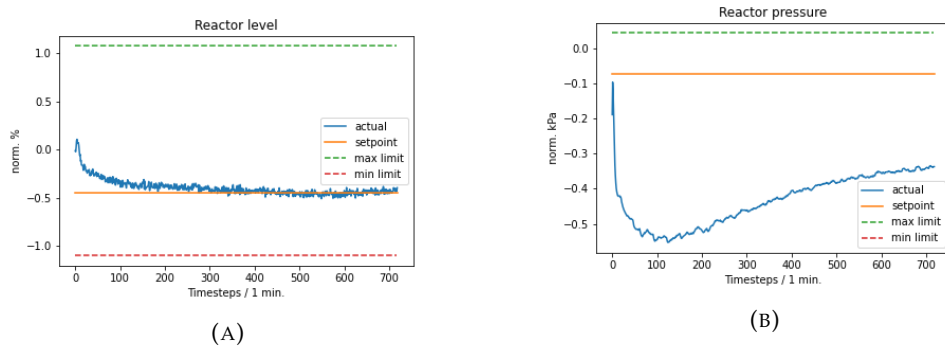 Reactor level
1.0
0.5
0.0
−0.5
−1.0
norm. %
actual
setpoint
max limit
min limit
0 100 200 300 400 500 600 700
Timesteps / 1 min.
(A)
Reactor pressure
0.0
−0.1
−0.2
−0.3
−0.4
−0.5
norm. kPa
actual
setpoint
max limit
min limit
0 100 200 300 400 500 600 700
Timesteps / 1 min.
(B)